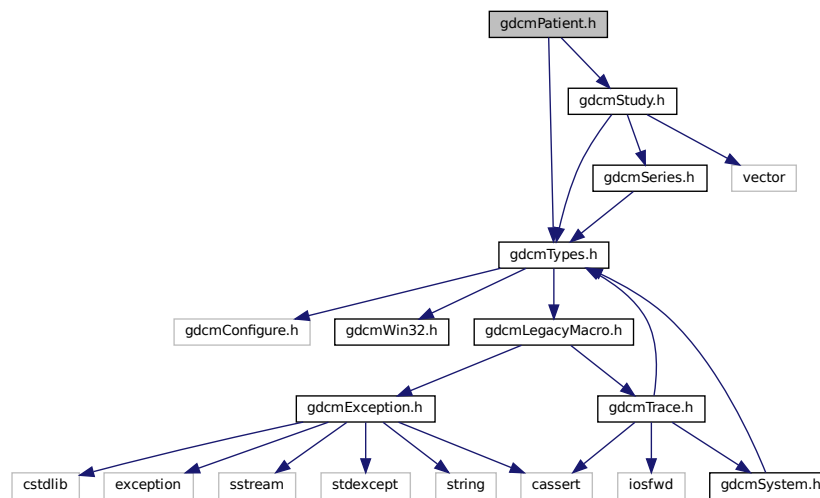 gdcmPatient.h
gdcmStudy.h
gdcmSeries.h
vector
gdcmTypes.h
gdcmConfigure.h
gdcmWin32.h
gdcmLegacyMacro.h
gdcmException.h
gdcmTrace.h
cstdlib
exception
sstream
stdexcept
string
cassert
iosfwd
gdcmSystem.h